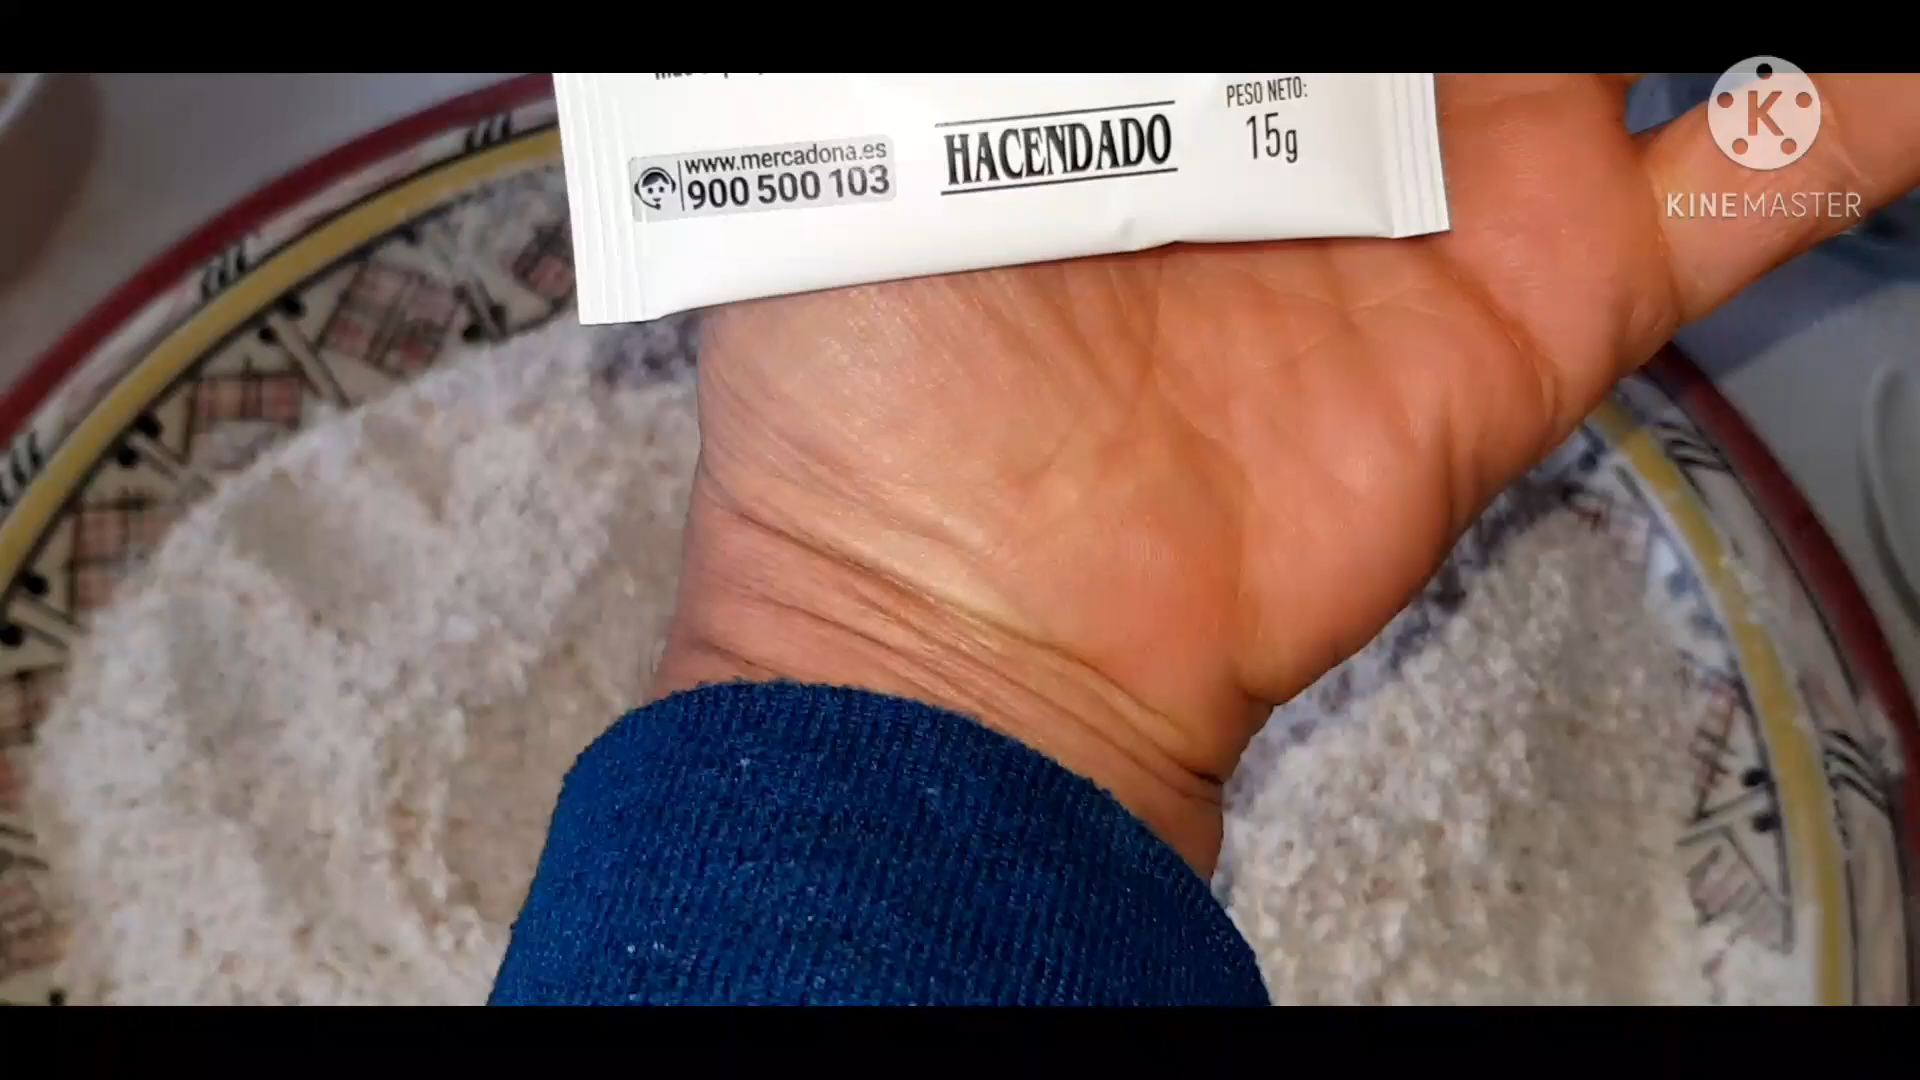 www.mercadona.es
900 500 103
HACENDADO
PESO NETO:
15g
K
KINEMASTER